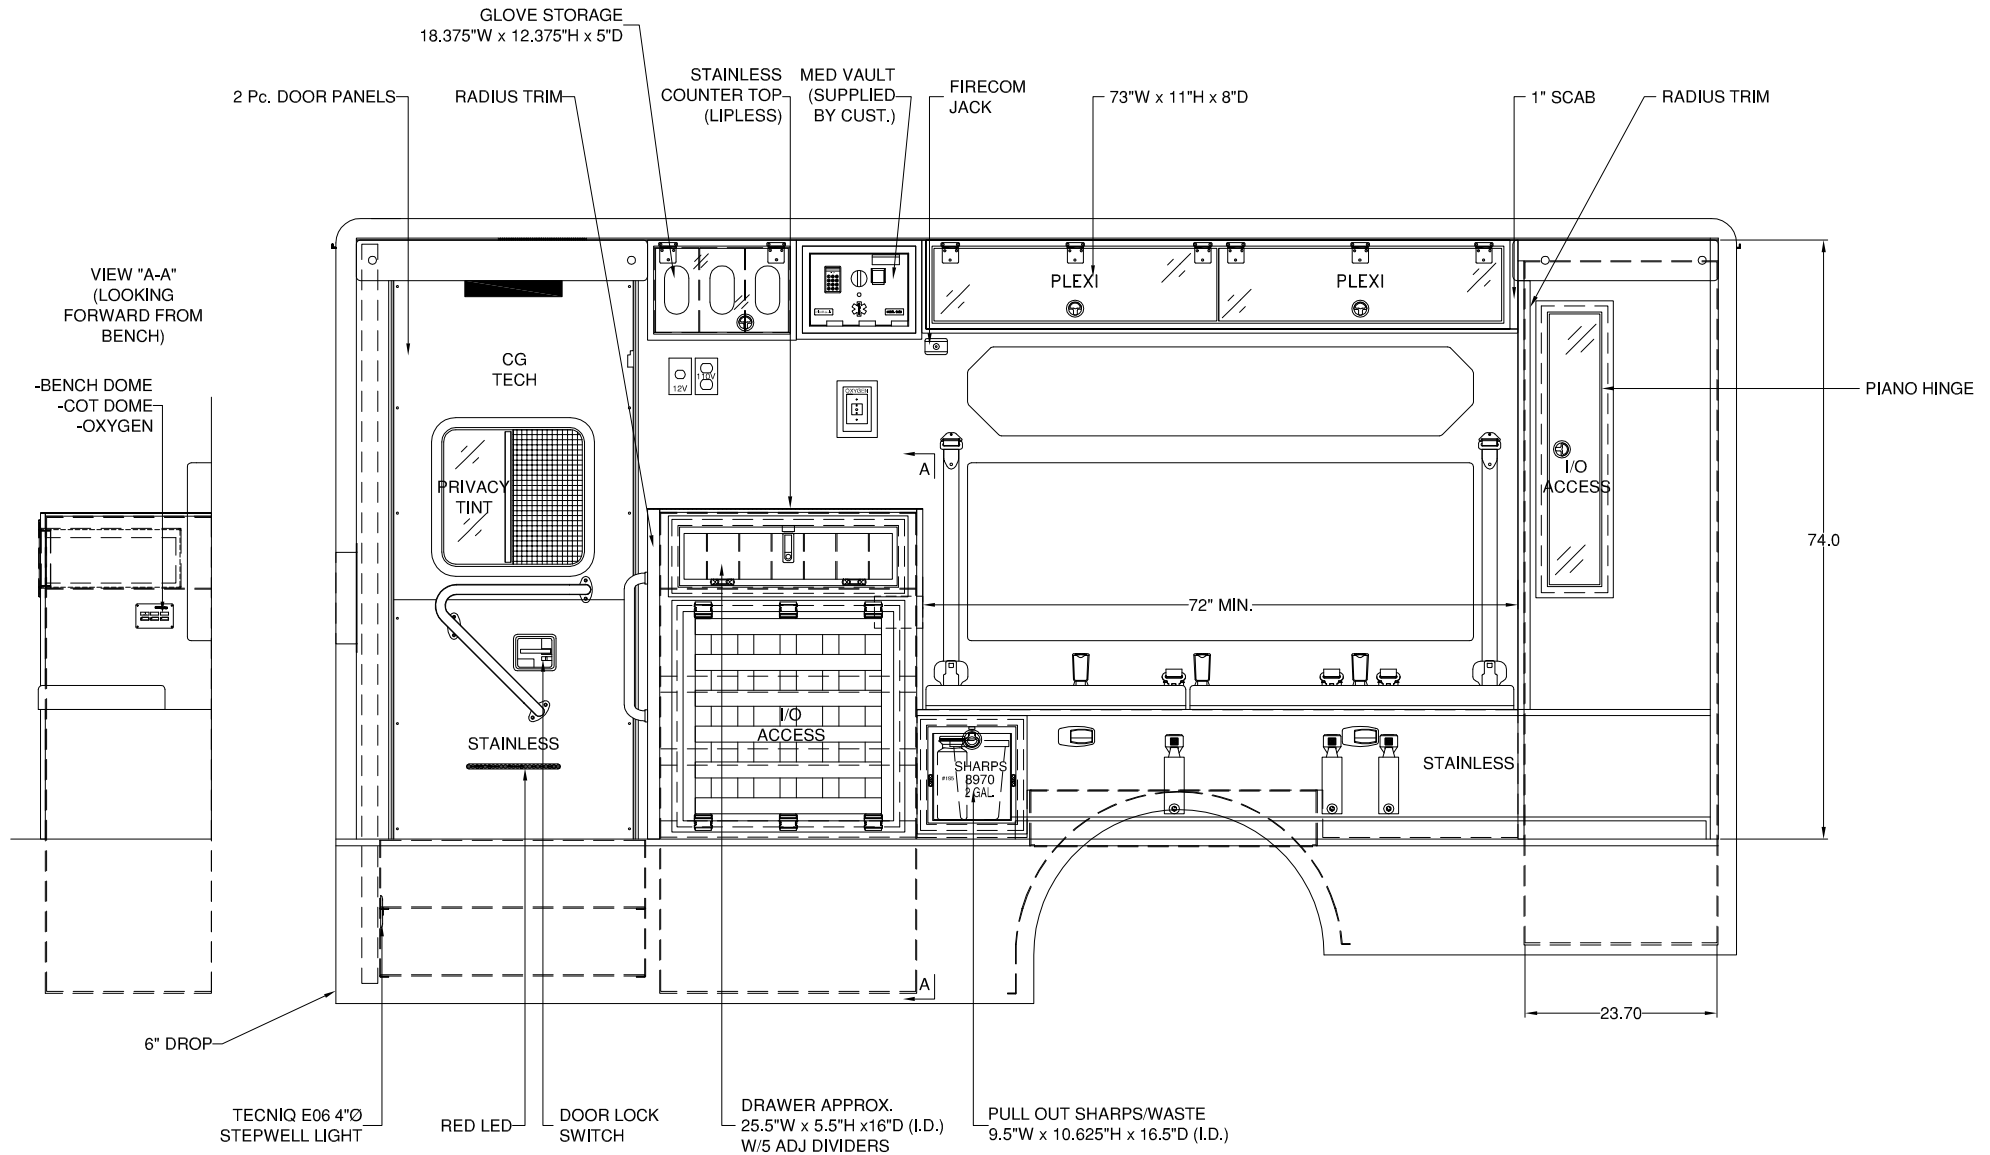 GLOVE STORAGE
18.375"W x 12.375"H x 5"D
2 Pc. DOOR PANELS
RADIUS TRIM
STAINLESS
COUNTER TOP
(LIPLESS)
MED VAULT
(SUPPLIED
BY CUST.)
FIRECOM
JACK
73"W x 11"H x 8"D
1" SCAB
RADIUS TRIM
VIEW "A-A"
(LOOKING
FORWARD FROM
BENCH)
-BENCH DOME
-COT DOME
-OXYGEN
CG
TECH
PRIVACY
TINT
12V
110V
OXYGEN
PLEXI
PLEXI
A
I/O
ACCESS
PIANO HINGE
74.0
72" MIN.
STAINLESS
I/O
ACCESS
SHARPS
8970
2 GAL.
STAINLESS
A
23.70
6" DROP
TECNIQ E06 4"Ø
STEPWELL LIGHT
RED LED
DOOR LOCK
SWITCH
DRAWER APPROX.
25.5"W x 5.5"H x16"D (I.D.)
W/5 ADJ DIVIDERS
PULL OUT SHARPS/WASTE
9.5"W x 10.625"H x 16.5"D (I.D.)